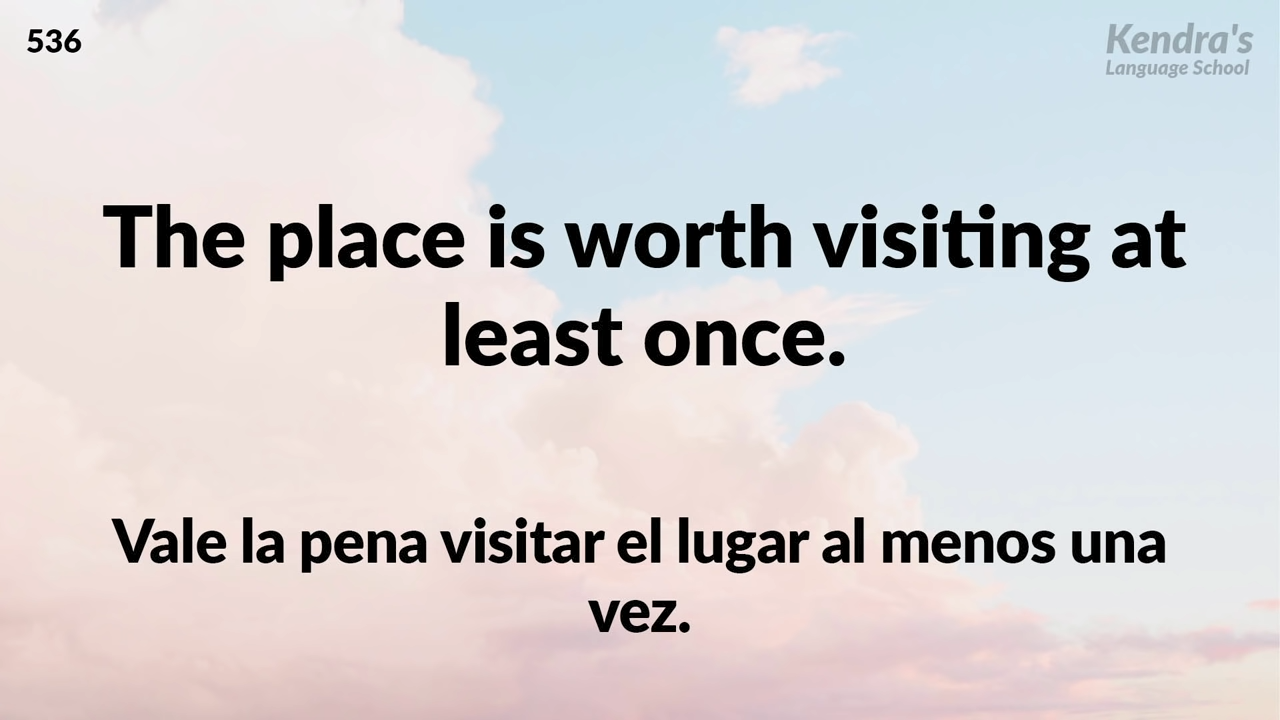 536
Kendra's
Language School
The place is worth visiting at
least once.
Vale la pena visitar el lugar al menos una
vez.